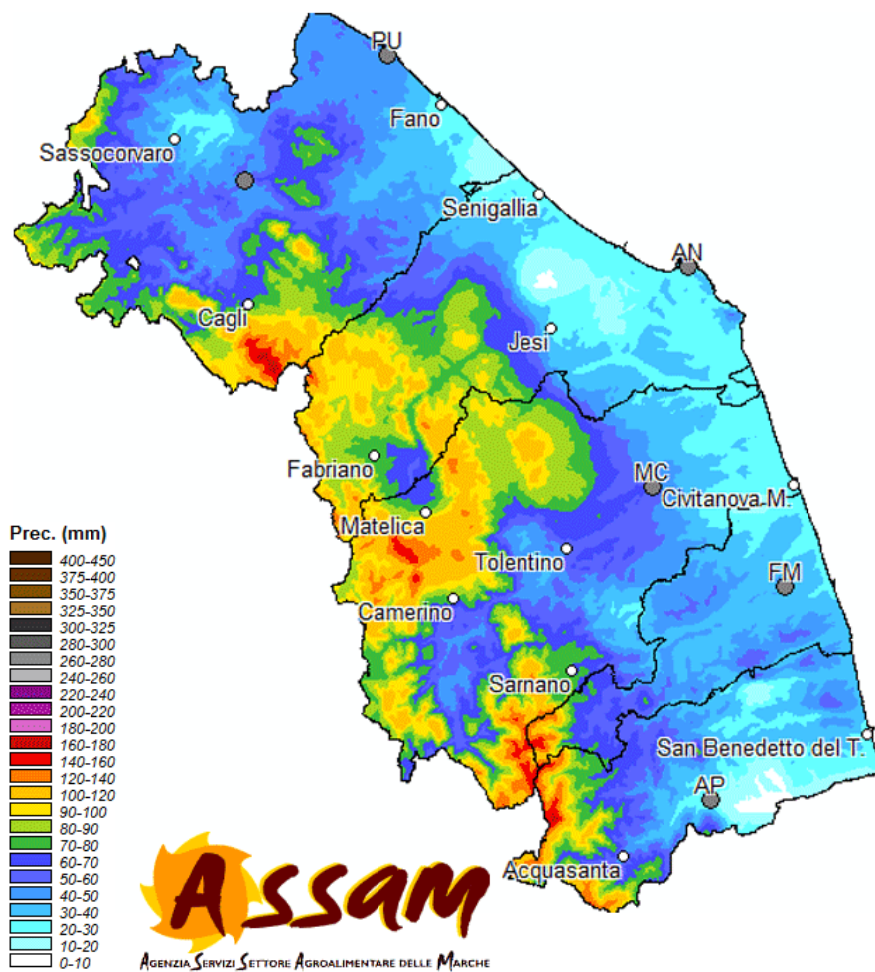 PU
Fano
Sassocorvaro
Senigallia
AN
Cagli
Jesi
Fabriano
MC
Civitanova M.
Matelica
Tolentino
FM
Camerino
Sarnano
San Benedetto del T.
AP
Acquasanta
Prec. (mm)
400-450
375-400
350-375
325-350
300-325
280-300
260-280
240-260
220-240
200-220
180-200
160-180
140-160
120-140
100-120
90-100
80-90
70-80
60-70
50-60
40-50
30-40
20-30
10-20
0-10
ASSAM
AGENZIA SERVIZI SETTORE AGROALIMENTARE DELLE MARCHE